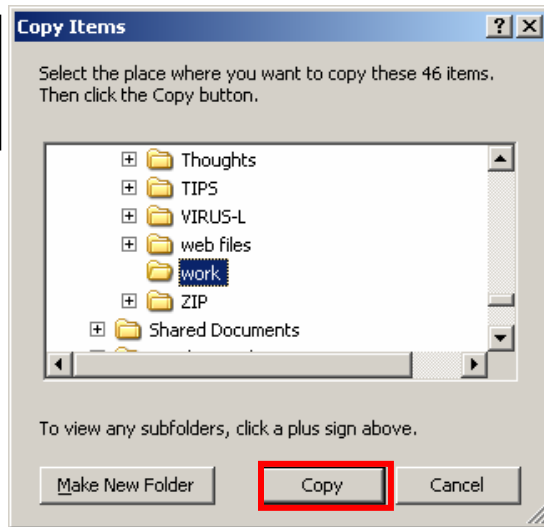 Copy Items
Select the place where you want to copy these 46 items.
Then click the Copy button.
Thoughts
TIPS
VIRUS-L
web files
work
ZIP
Shared Documents
To view any subfolders, click a plus sign above.
Make New Folder Copy Cancel